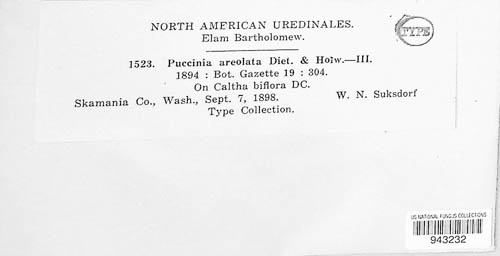 NORTH AMERICAN UREDINALES.
Elam Bartholomew.
TYPE
1523. Puccinia areolata Diet. & Holw.—III.
1894 : Bot. Gazette 19 : 304.
On Caltha biflora DC.
Skamania Co., Wash., Sept. 7, 1898. W. N. Suksdorf
Type Collection.
US NATIONAL FUNGUS COLLECTIONS
943232